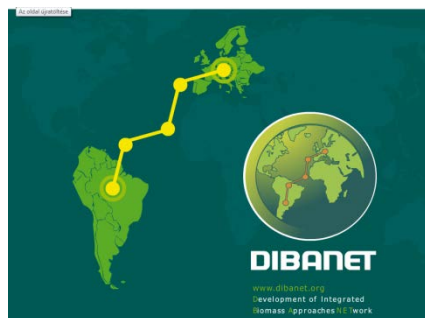 Az oldal újratöltése
DIBANET
www.dibanet.org
Development of Integrated
Biomass Approaches NETwork